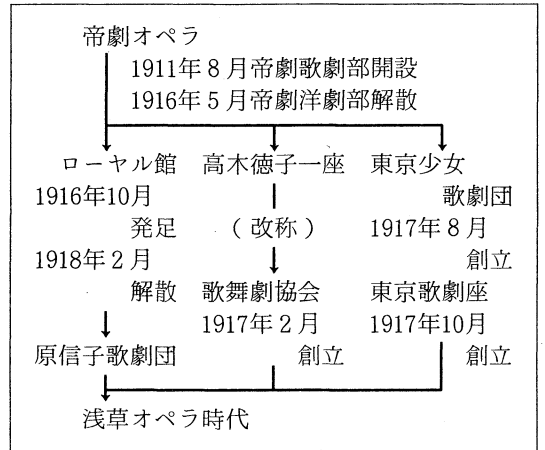 帝劇オペラ
1911年8月帝劇歌劇部開設
1916年5月帝劇洋劇部解散
ローヤル館
1916年10月
発足
1918年2月
解散
原信子歌劇団
高木徳子一座
(改称)
歌舞劇協会
1917年2月
創立
東京少女
歌劇団
1917年8月
創立
東京歌劇座
1917年10月
創立
浅草オペラ時代